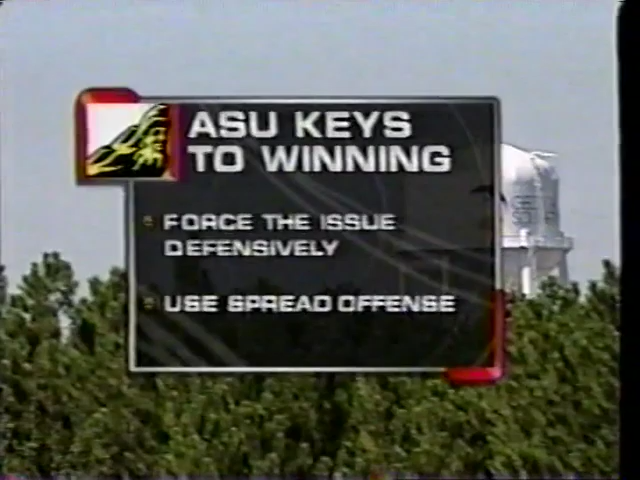 ASU KEYS
TO WINNING
FORCE THE ISSUE
DEFENSIVELY
USE SPREAD OFFENSE